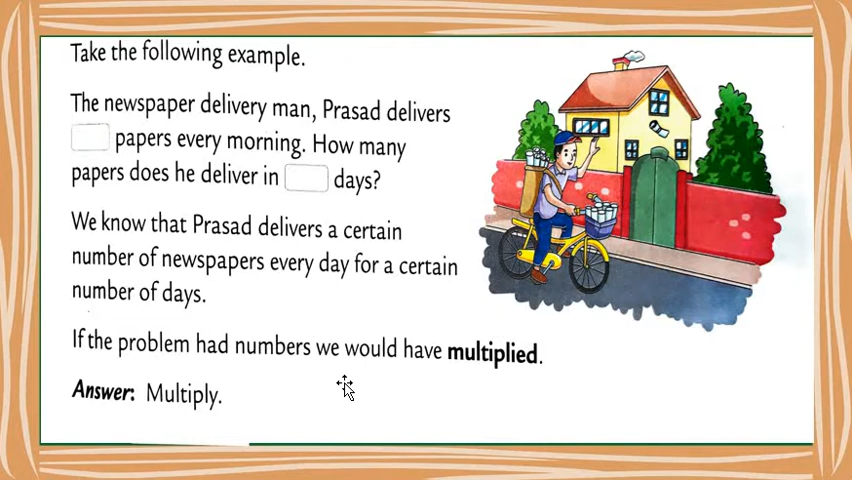 Take the following example.
The newspaper delivery man, Prasad delivers
papers every morning. How many
papers does he deliver in days?
We know that Prasad delivers a certain
number of newspapers every day for a certain
number of days.
If the problem had numbers we would have multiplied.
Answer: Multiply.